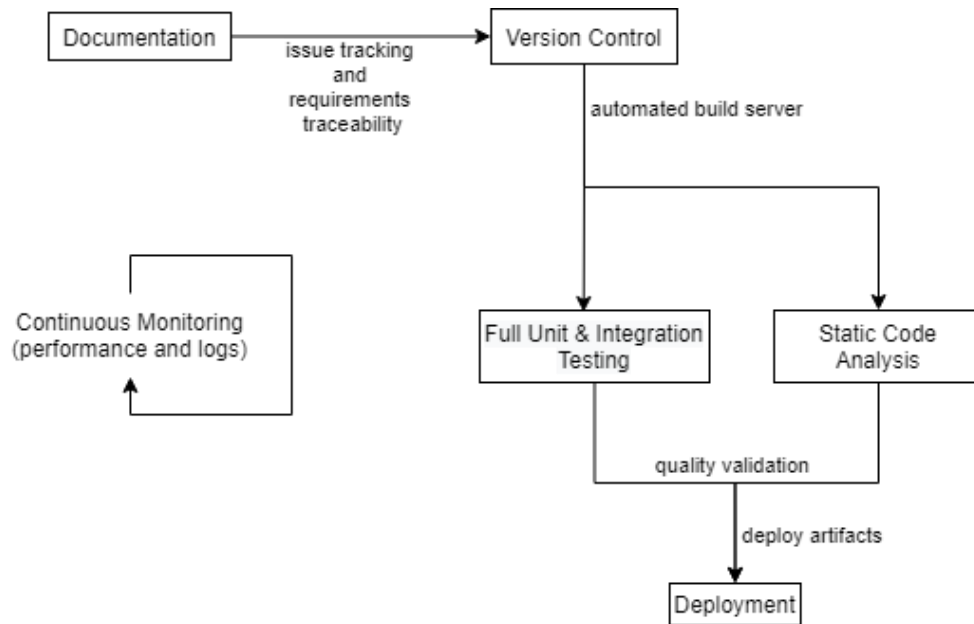 Documentation
Version Control
issue tracking
and
requirements
traceability
automated build server
Continuous Monitoring
(performance and logs)
Full Unit & Integration
Testing
Static Code
Analysis
quality validation
deploy artifacts
Deployment